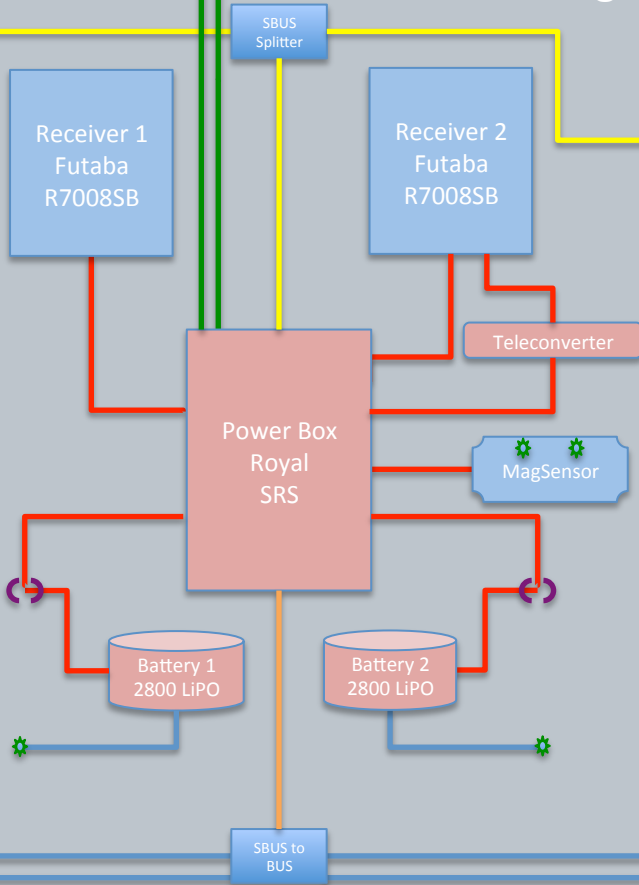 SBUS
Splitter
Receiver 1
Futaba
R7008SB
Receiver 2
Futaba
R7008SB
Teleconverter
Power Box
Royal
SRS
MagSensor
Battery 1
2800 LiPO
Battery 2
2800 LiPO
SBUS to
BUS